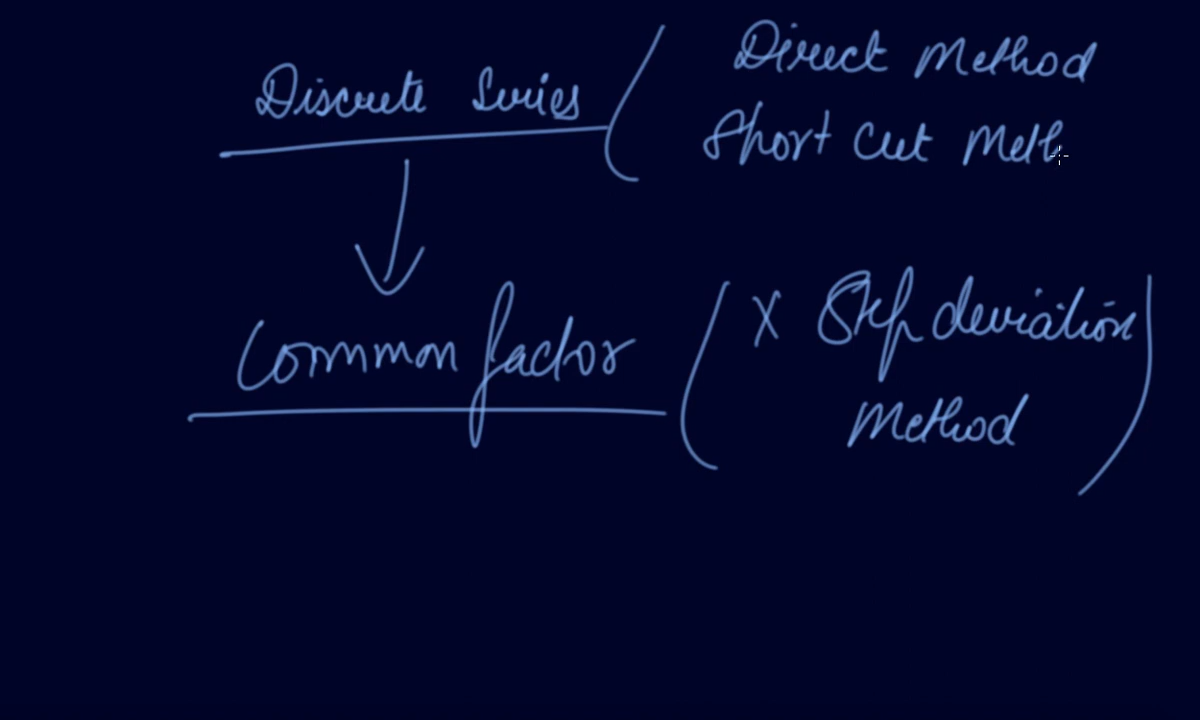 Discrete Series ( Direct Method
Short Cut Meth
Common factor ( X Step deviation
Method )